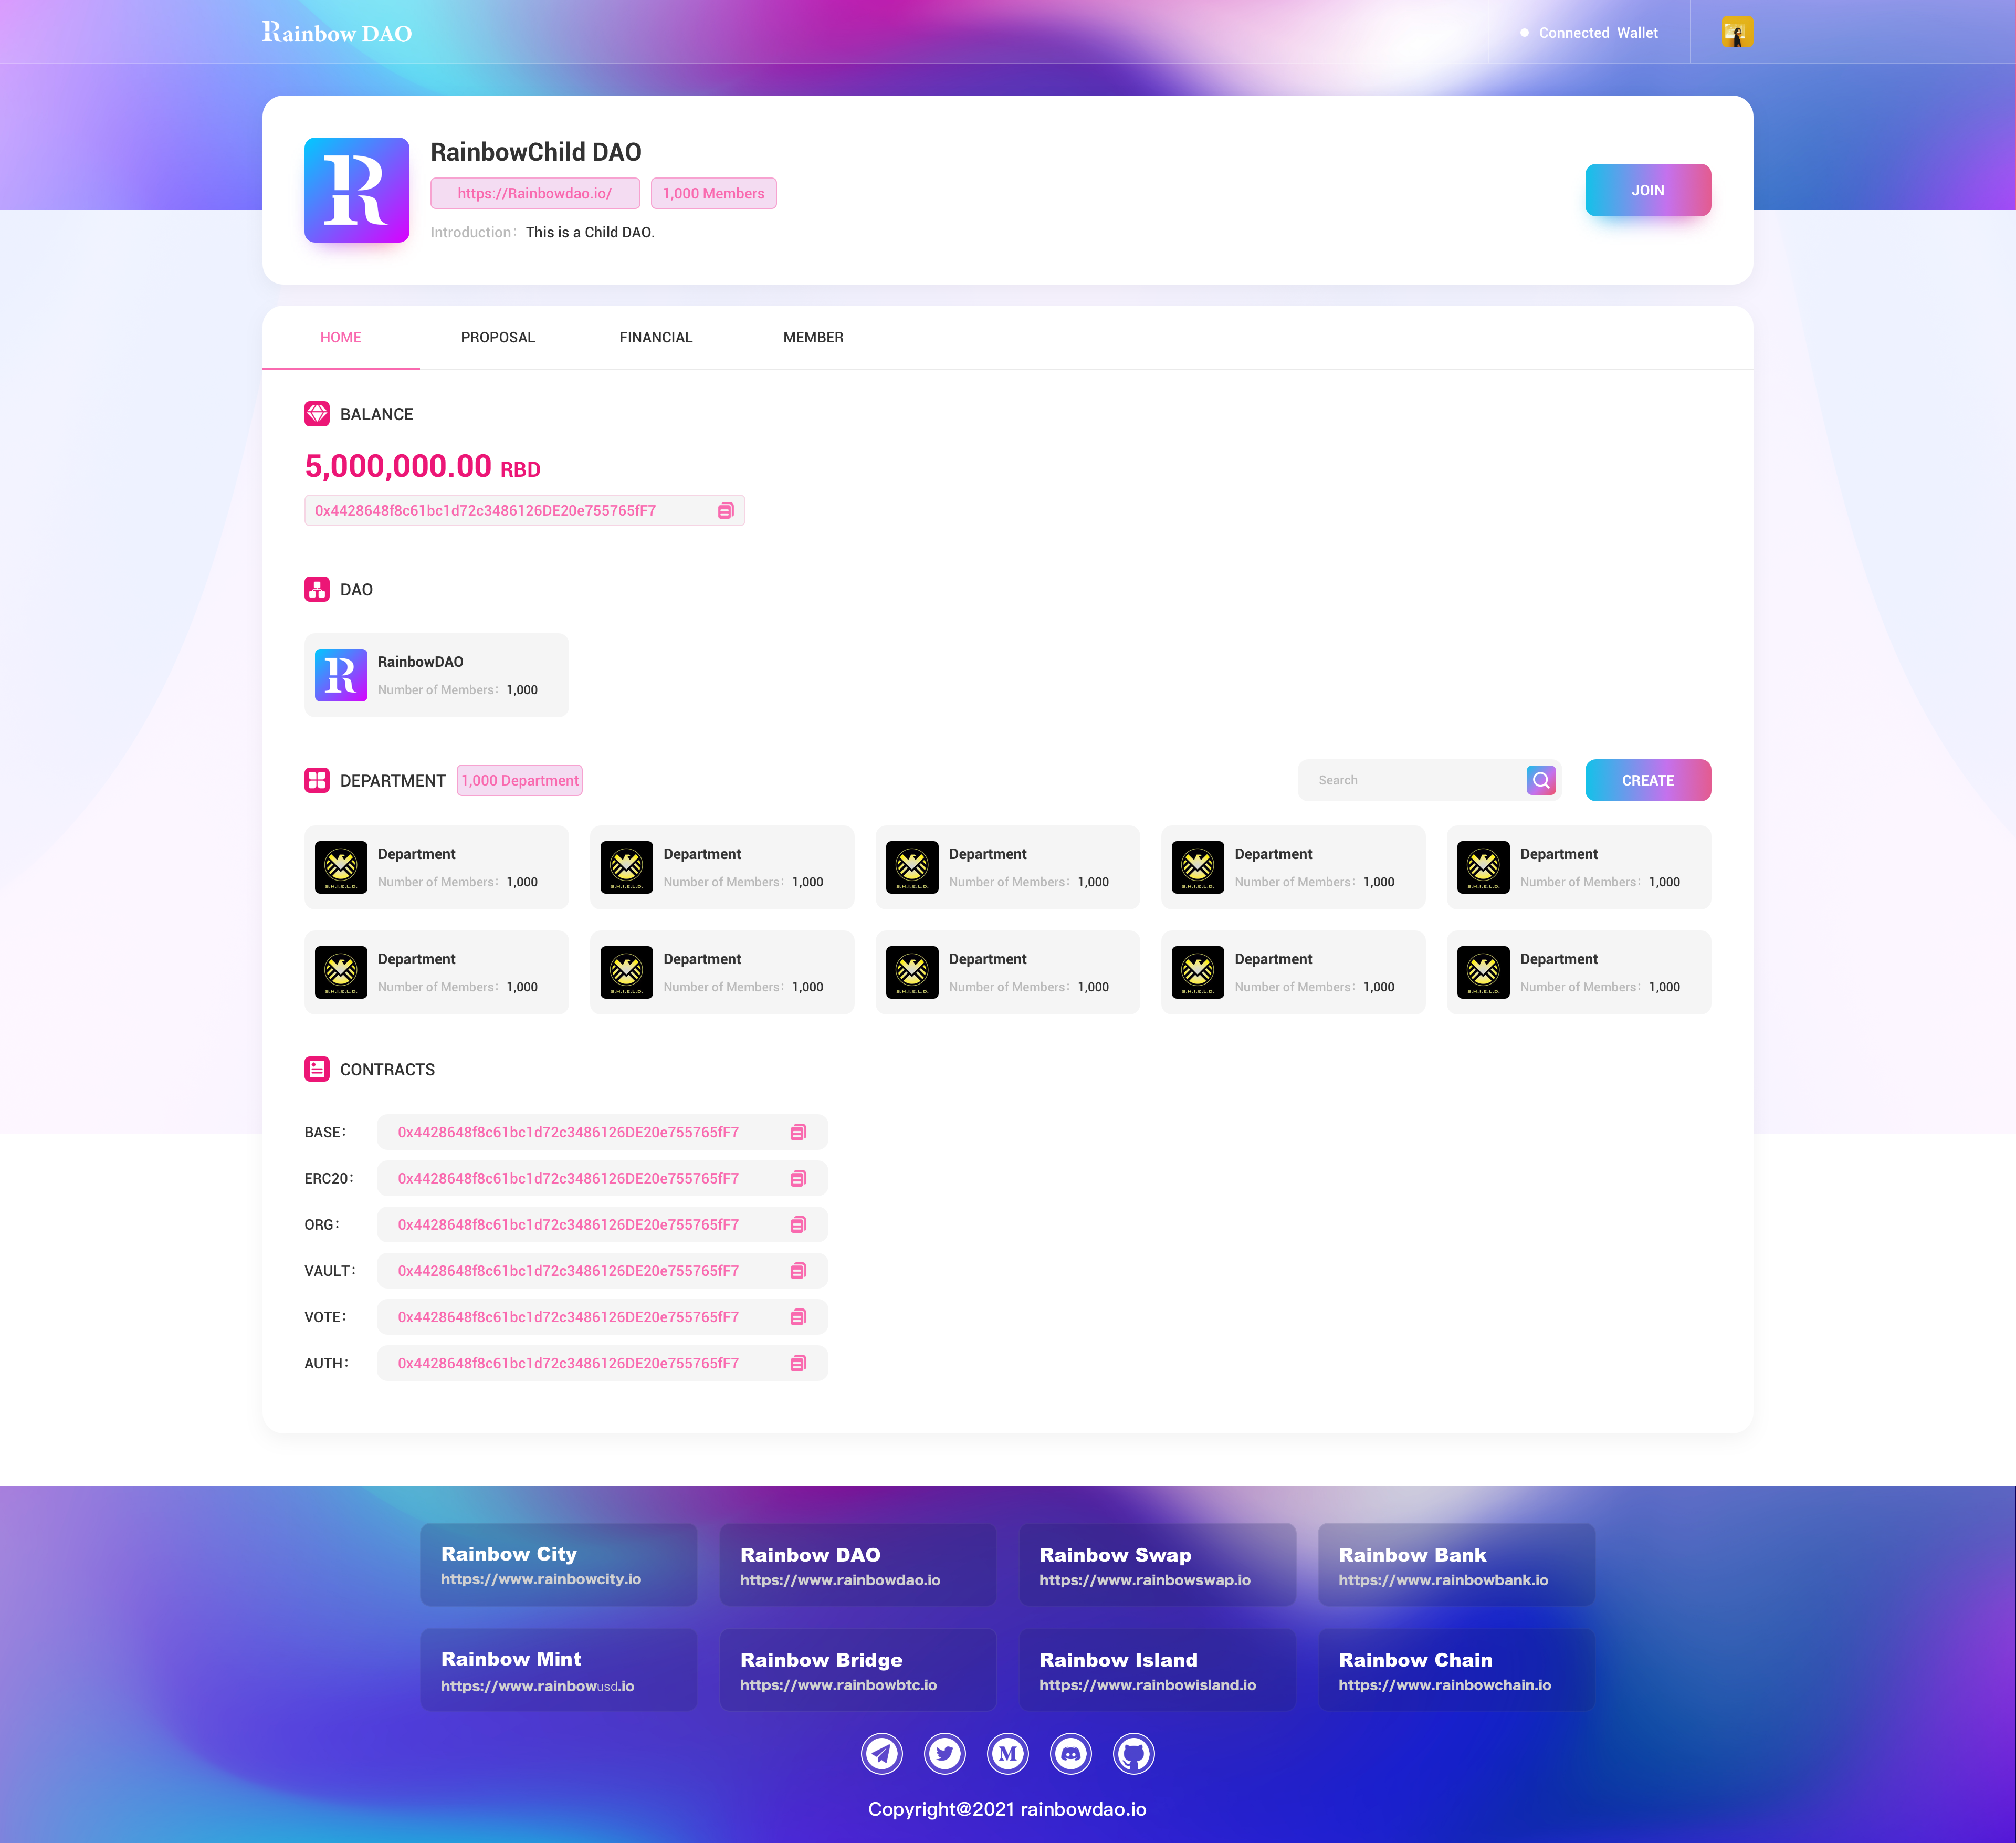 Rainbow DAO
Connected Wallet
RainbowChild DAO
https://Rainbowdao.io/ 1,000 Members
Introduction： This is a Child DAO.
JOIN
HOME PROPOSAL FINANCIAL MEMBER
BALANCE
5,000,000.00 RBD
0x4428648f8c61bc1d72c3486126DE20e755765fF7
DAO
RainbowDAO
Number of Members： 1,000
DEPARTMENT 1,000 Department
Search
CREATE
Department Department Department Department Department
Number of Members： 1,000 Number of Members： 1,000 Number of Members： 1,000 Number of Members： 1,000 Number of Members： 1,000
S.H.I.E.L.D. S.H.I.E.L.D. S.H.I.E.L.D. S.H.I.E.L.D. S.H.I.E.L.D.
Department Department Department Department Department
Number of Members： 1,000 Number of Members： 1,000 Number of Members： 1,000 Number of Members： 1,000 Number of Members： 1,000
S.H.I.E.L.D. S.H.I.E.L.D. S.H.I.E.L.D. S.H.I.E.L.D. S.H.I.E.L.D.
CONTRACTS
BASE： 0x4428648f8c61bc1d72c3486126DE20e755765fF7
ERC20： 0x4428648f8c61bc1d72c3486126DE20e755765fF7
ORG： 0x4428648f8c61bc1d72c3486126DE20e755765fF7
VAULT： 0x4428648f8c61bc1d72c3486126DE20e755765fF7
VOTE： 0x4428648f8c61bc1d72c3486126DE20e755765fF7
AUTH： 0x4428648f8c61bc1d72c3486126DE20e755765fF7
Rainbow City Rainbow DAO Rainbow Swap Rainbow Bank
https://www.rainbowcity.io https://www.rainbowdao.io https://www.rainbowswap.io https://www.rainbowbank.io
Rainbow Mint Rainbow Bridge Rainbow Island Rainbow Chain
https://www.rainbowusd.io https://www.rainbowbtc.io https://www.rainbowisland.io https://www.rainbowchain.io
Copyright@2021 rainbowdao.io